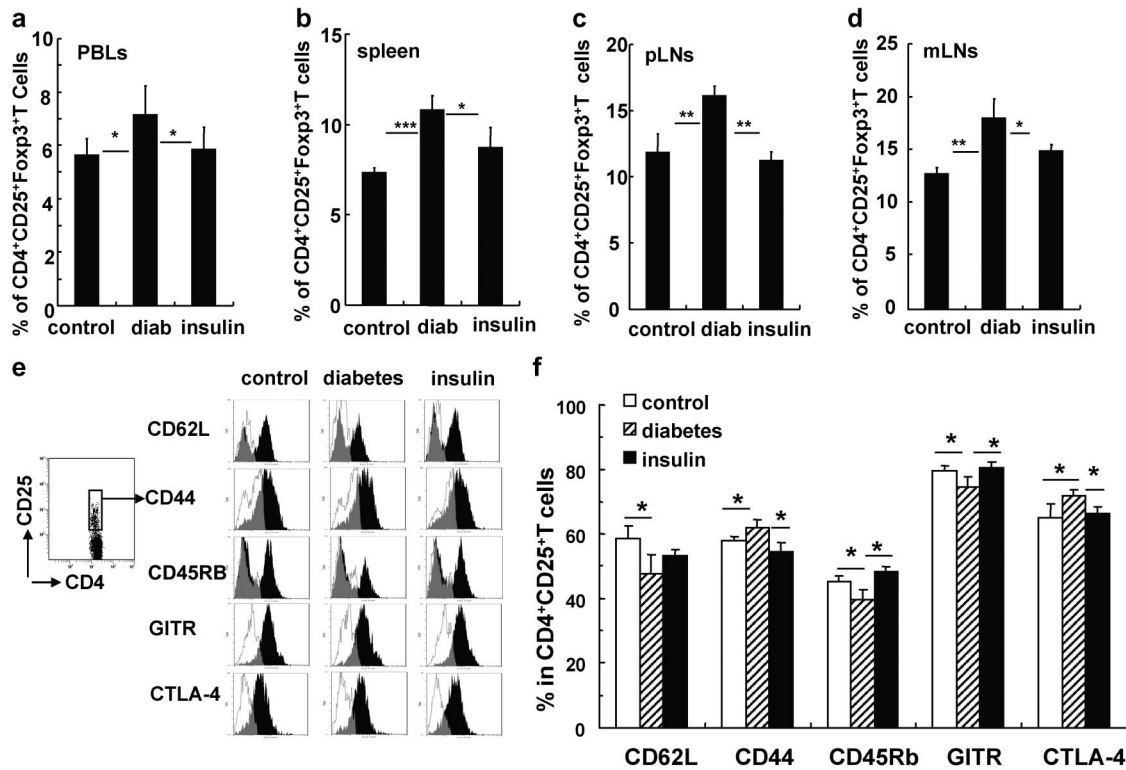 a
PBLs
% of CD4⁺CD25⁺Foxp3⁺T Cells
10
8
6
4
2
0
*
*
control diab insulin
b
spleen
% of CD4⁺CD25⁺Foxp3⁺T Cells
15
10
5
0
***
*
control diab insulin
c
pLNs
% of CD4⁺CD25⁺Foxp3⁺T cells
20
15
10
5
0
**
**
control diab insulin
d
mLNs
% of CD4⁺CD25⁺Foxp3⁺T cells
25
20
15
10
5
0
**
*
control diab insulin
e
control diabetes insulin
CD62L
CD44
CD45RB
GITR
CTLA-4
CD25
CD4
f
control
diabetes
insulin
% in CD4⁺CD25⁺T cells
100
80
60
40
20
0
*
*
*
*
*
*
*
*
*
CD62L CD44 CD45Rb GITR CTLA-4